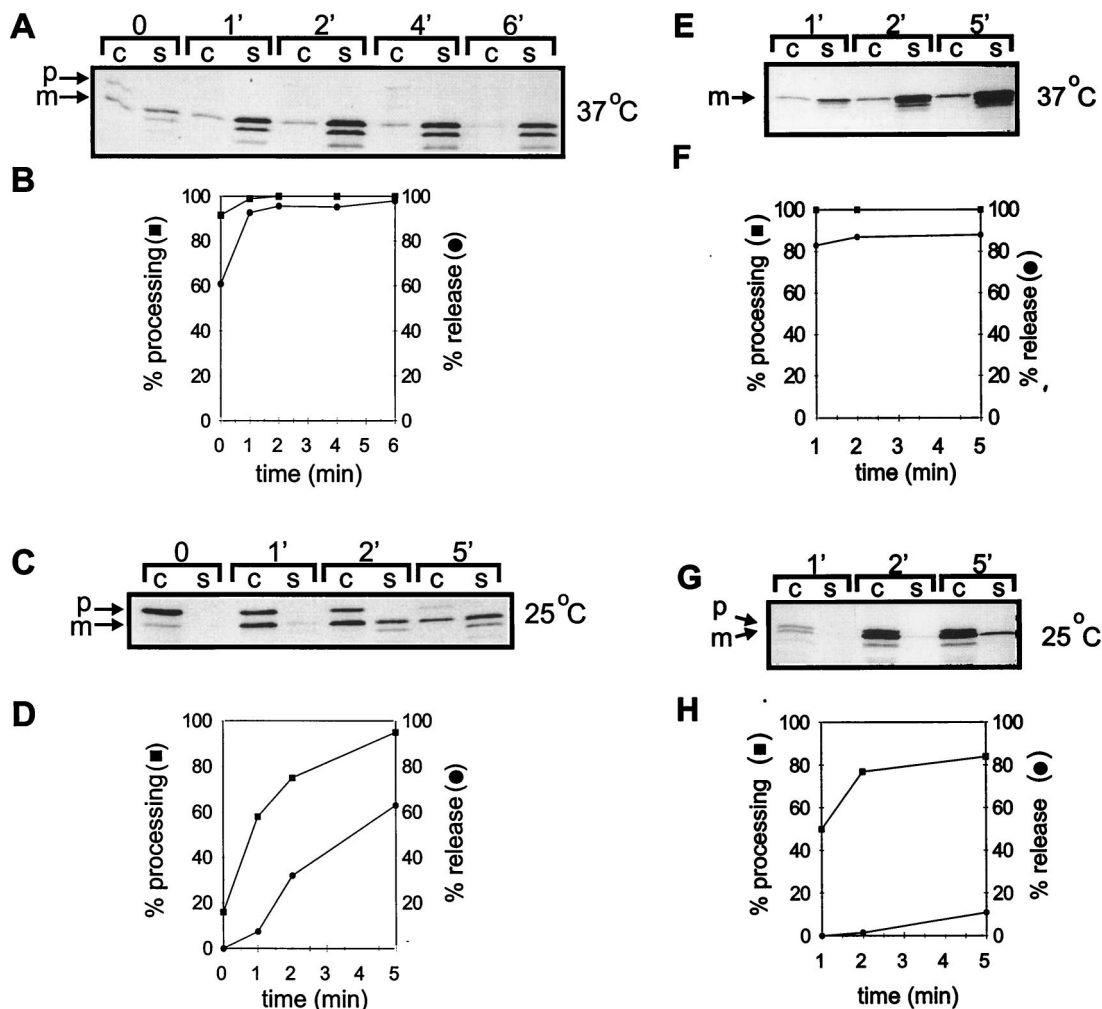 A
0 1' 2' 4' 6'
c s c s c s c s c s
p
m
37 °C
B
% processing (■)
100
80
60
40
20
0
100
80
60
40
20
0
% release (●)
0 1 2 3 4 5 6
time (min)
C
0 1' 2' 5'
c s c s c s c s
p
m
25 °C
D
% processing (■)
100
80
60
40
20
0
100
80
60
40
20
% release (●)
0 1 2 3 4 5
time (min)
E
1' 2' 5'
c s c s c s
m
37 °C
F
% processing (■)
100
80
60
40
20
0
100
80
60
40
20
0
% release (●)
1 2 3 4 5
time (min)
G
1' 2' 5'
c s c s c s
p
m
25 °C
H
% processing (■)
100
80
60
40
20
0
100
80
60
40
20
0
% release (●)
1 2 3 4 5
time (min)